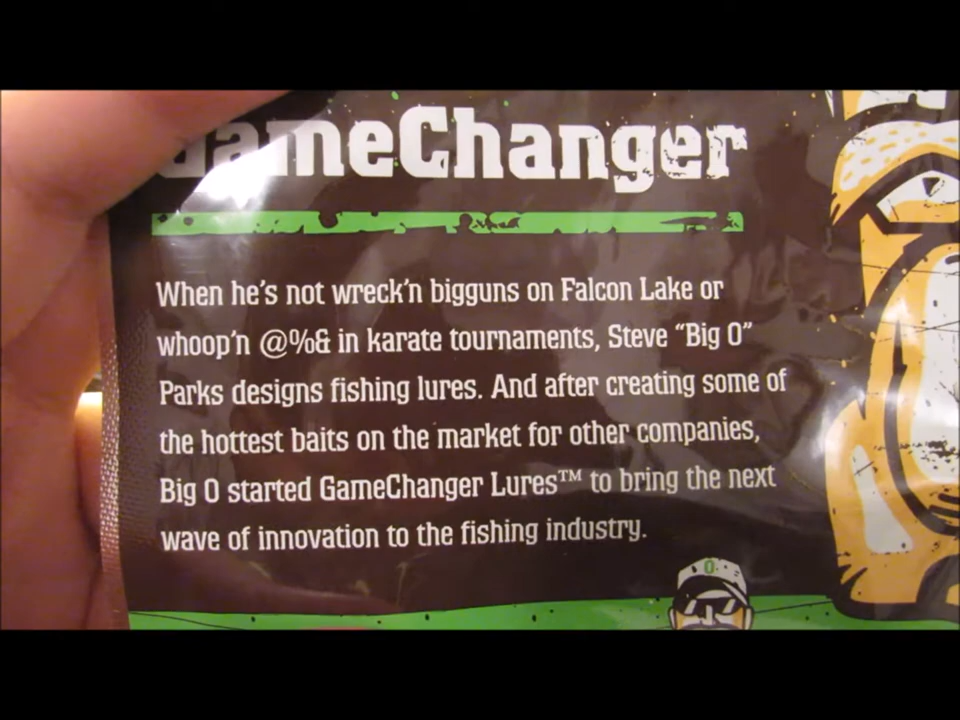 GameChanger
When he's not wreck'n bigguns on Falcon Lake or
whoop'n @%& in karate tournaments, Steve “Big O”
Parks designs fishing lures. And after creating some of
the hottest baits on the market for other companies,
Big O started GameChanger Lures™ to bring the next
wave of innovation to the fishing industry.
O